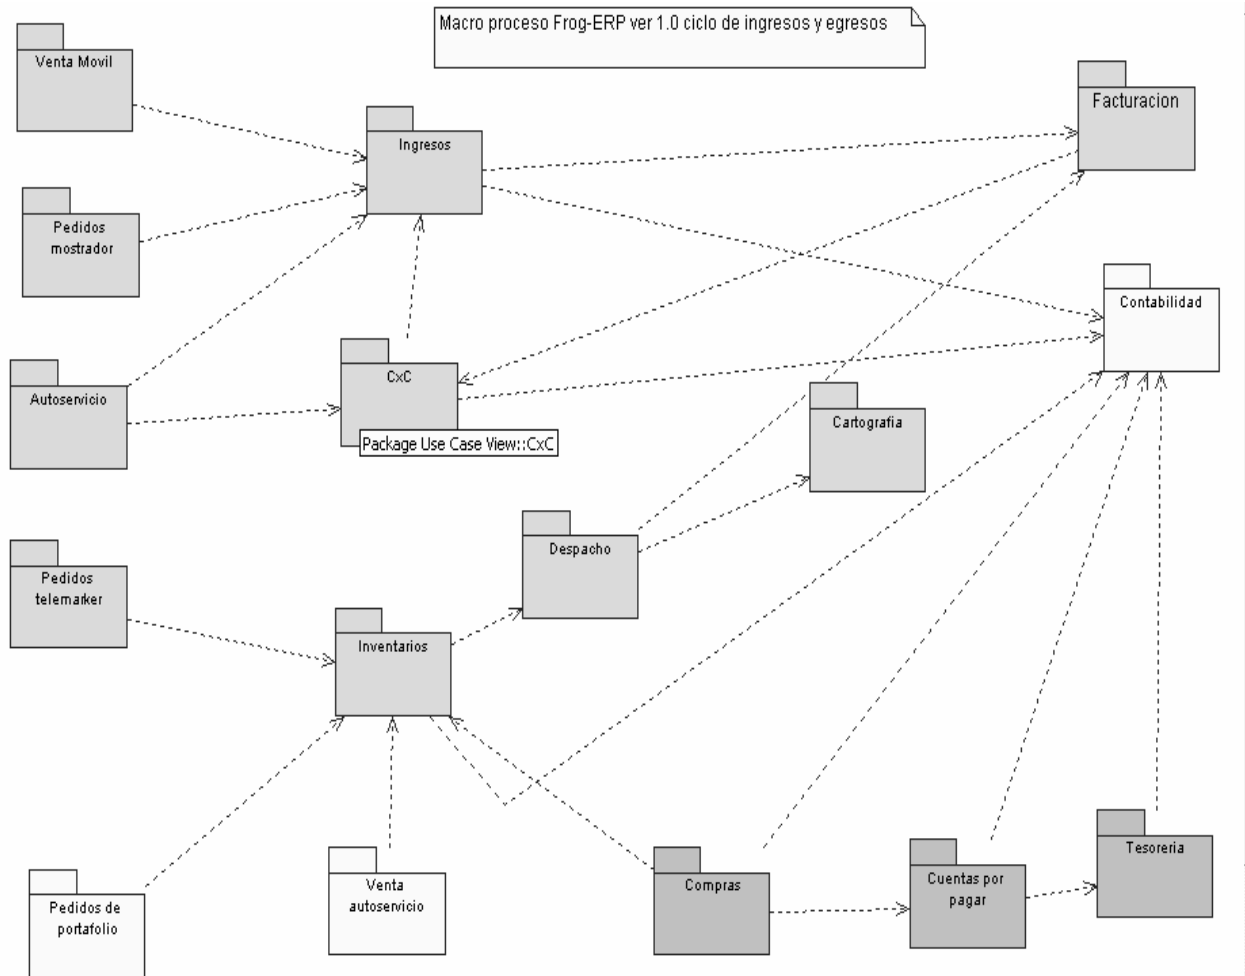 Macro proceso Frog-ERP ver 1.0 ciclo de ingresos y egresos
Venta Movil
Facturacion
Ingresos
Pedidos
mostrador
Contabilidad
CxC
Autoservicio
Package Use Case View::CxC
Cartografia
Despacho
Pedidos
telemarker
Inventarios
Tesoreria
Cuentas por
pagar
Compras
Venta
autoservicio
Pedidos de
portafolio